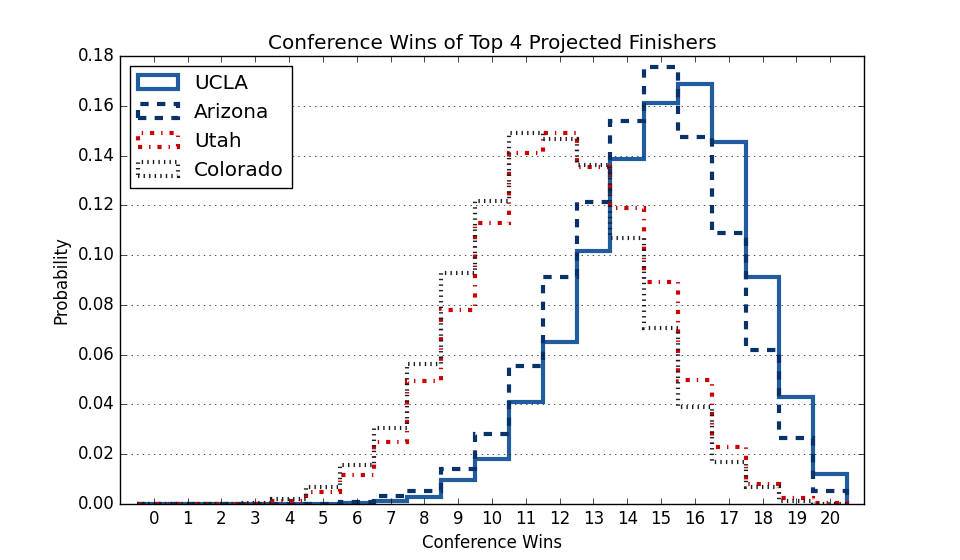 Conference Wins of Top 4 Projected Finishers
UCLA
Arizona
Utah
Colorado
Probability
0.18
0.16
0.14
0.12
0.10
0.08
0.06
0.04
0.02
0.00
0 1 2 3 4 5 6 7 8 9 10 11 12 13 14 15 16 17 18 19 20
Conference Wins